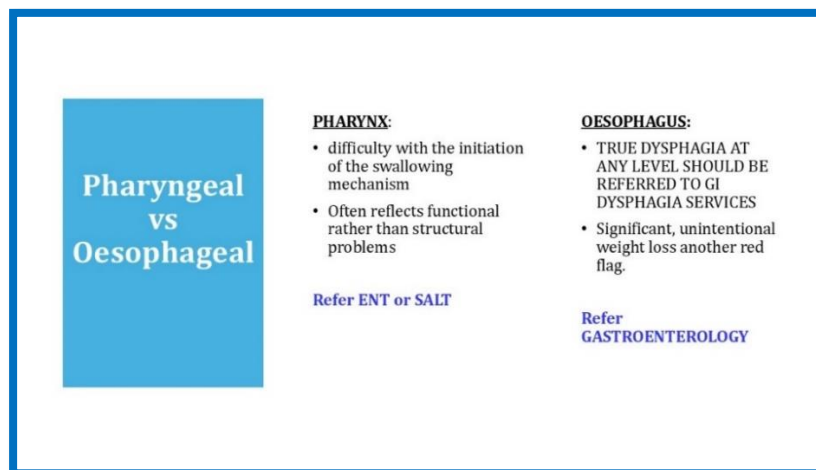 Pharyngeal
vs
Oesophageal
PHARYNX:
• difficulty with the initiation
of the swallowing
mechanism
• Often reflects functional
rather than structural
problems
Refer ENT or SALT
OESOPHAGUS:
• TRUE DYSPHAGIA AT
ANY LEVEL SHOULD BE
REFERRED TO GI
DYSPHAGIA SERVICES
• Significant, unintentional
weight loss another red
flag.
Refer
GASTROENTEROLOGY